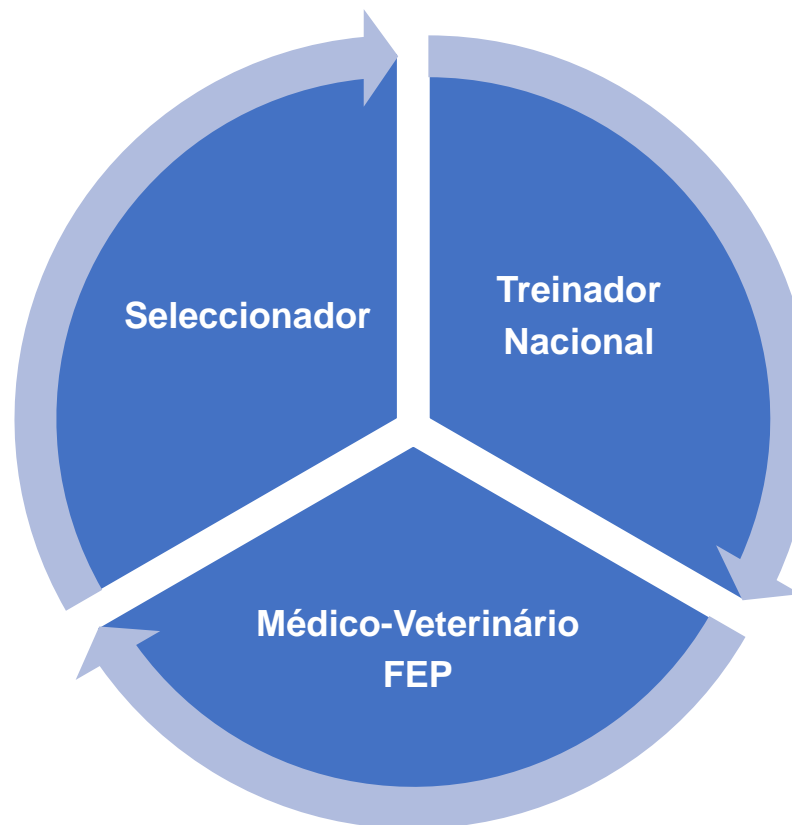 Seleccionador
Treinador
Nacional
Médico-Veterinário
FEP